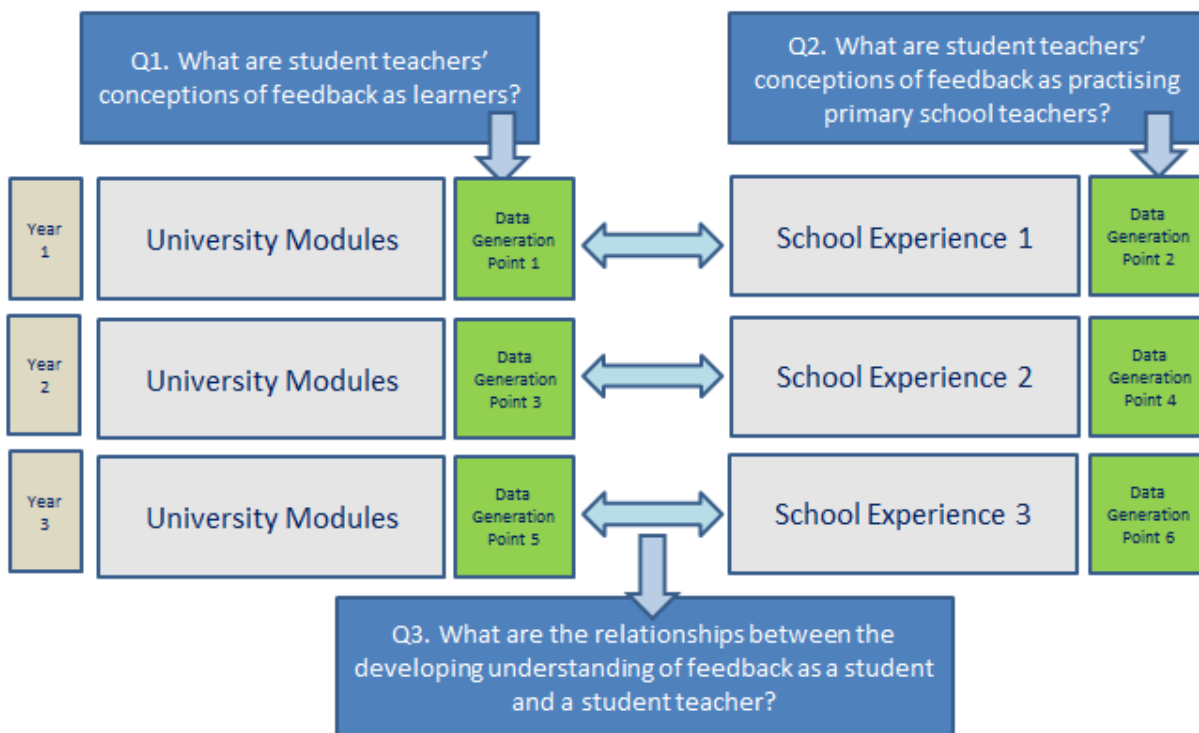 Q1. What are student teachers’
conceptions of feedback as learners?
Q2. What are student teachers’
conceptions of feedback as practising
primary school teachers?
Year
1
University Modules
Data
Generation
Point 1
School Experience 1
Data
Generation
Point 2
Year
2
University Modules
Data
Generation
Point 3
School Experience 2
Data
Generation
Point 4
Year
3
University Modules
Data
Generation
Point 5
School Experience 3
Data
Generation
Point 6
Q3. What are the relationships between the
developing understanding of feedback as a student
and a student teacher?